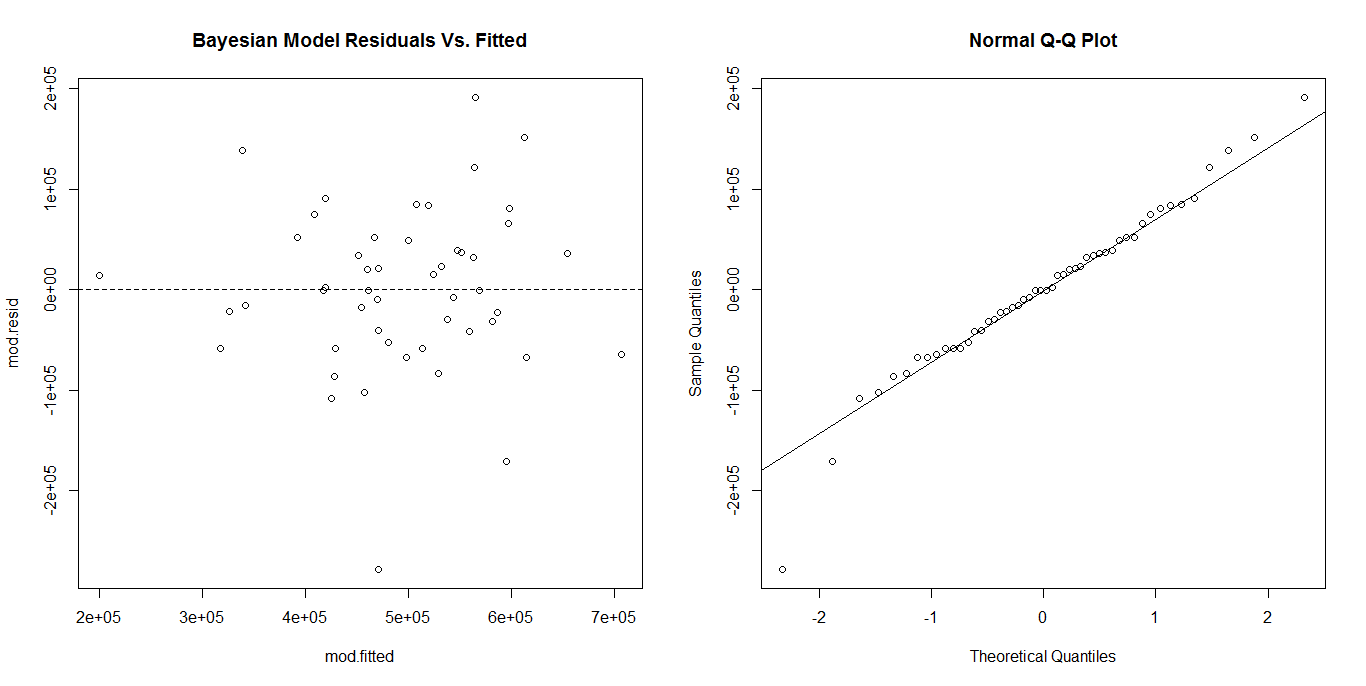 Bayesian Model Residuals Vs. Fitted
2e+05
1e+05
0e+00
-1e+05
-2e+05
mod.resid
2e+05 3e+05 4e+05 5e+05 6e+05 7e+05
mod.fitted
Normal Q-Q Plot
2e+05
1e+05
0e+00
-1e+05
-2e+05
Sample Quantiles
-2 -1 0 1 2
Theoretical Quantiles